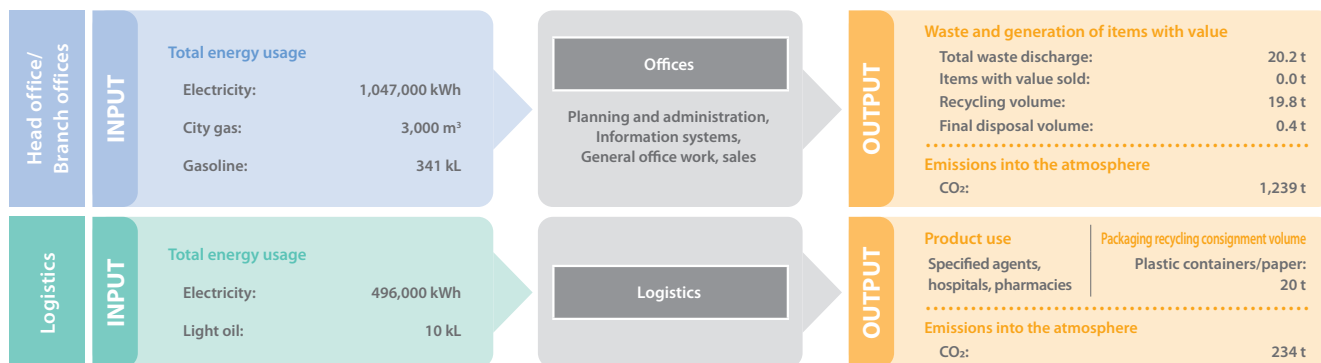 Head office/
Branch offices
INPUT
Total energy usage
Electricity: 1,047,000 kWh
City gas: 3,000 m³
Gasoline: 341 kL
Offices
Planning and administration,
Information systems,
General office work, sales
OUTPUT
Waste and generation of items with value
Total waste discharge: 20.2 t
Items with value sold: 0.0 t
Recycling volume: 19.8 t
Final disposal volume: 0.4 t
Emissions into the atmosphere
CO₂: 1,239 t
Logistics
INPUT
Total energy usage
Electricity: 496,000 kWh
Light oil: 10 kL
Logistics
OUTPUT
Product use
Specified agents,
hospitals, pharmacies
Packaging recycling consignment volume
Plastic containers/paper:
20 t
Emissions into the atmosphere
CO₂: 234 t